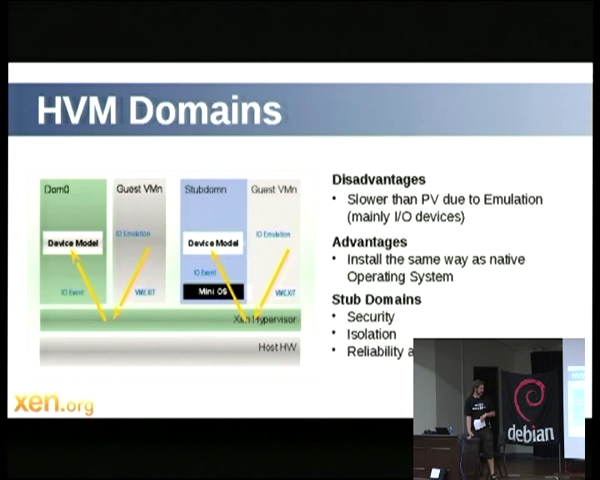 HVM Domains
Dom0
Guest VMn
Stubdomn
Guest VMn
IO Emulation
IO Emulation
Device Model
Device Model
IO Event
IO Event
VMEXIT
Mini OS
VMEXIT
Xen Hypervisor
Host HW
Disadvantages
• Slower than PV due to Emulation
(mainly I/O devices)
Advantages
• Install the same way as native
Operating System
Stub Domains
• Security
• Isolation
• Reliability a
xen.org
debian
HVM